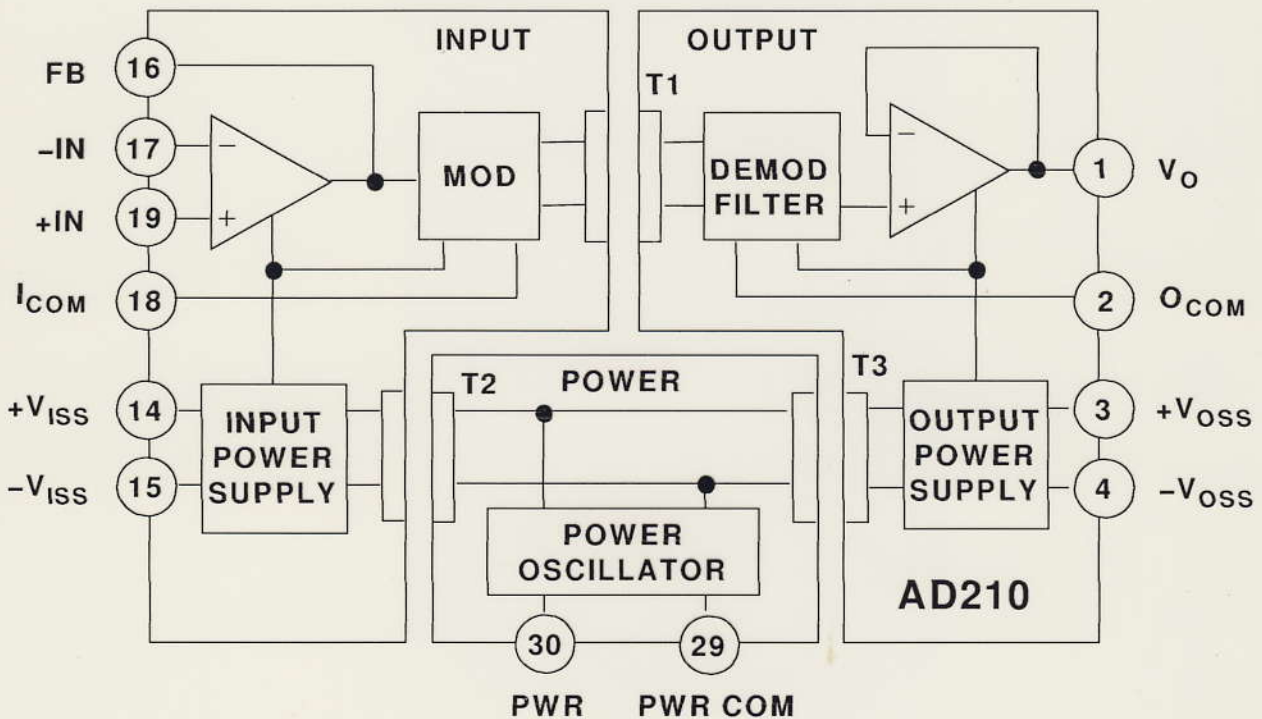 INPUT
OUTPUT
FB
16
T1
-IN
17
−
MOD
DEMOD
FILTER
−
1
VO
+IN
19
+
+
ICOM
18
2
OCOM
T2
POWER
T3
+VISS
14
INPUT
POWER
SUPPLY
OUTPUT
POWER
SUPPLY
3
+VOSS
-VISS
15
4
-VOSS
POWER
OSCILLATOR
AD210
30
29
PWR
PWR COM